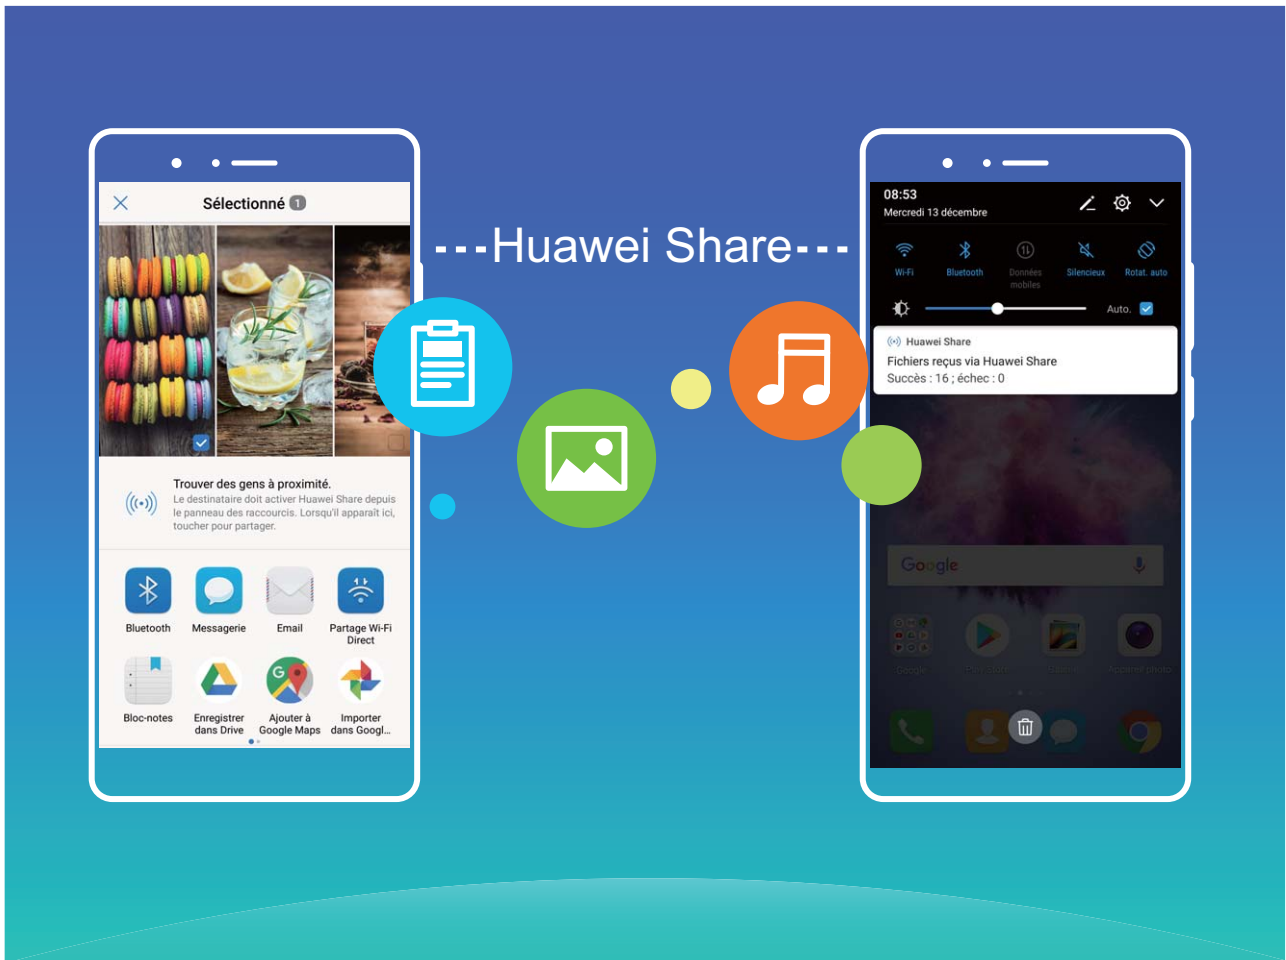 Sélectionné 1
---Huawei Share---
Trouver des gens à proximité.
Le destinataire doit activer Huawei Share depuis
le panneau des raccourcis. Lorsqu'il apparaît ici,
toucher pour partager.
Bluetooth
Messagerie
Email
Partage Wi-Fi
Direct
Bloc-notes
Enregistrer
dans Drive
Ajouter à
Google Maps
Importer
dans Googl...
08:53
Mercredi 13 décembre
Wi-Fi
Bluetooth
Données
mobiles
Silencieux
Rotat. auto
Auto.
Huawei Share
Fichiers reçus via Huawei Share
Succès : 16 ; échec : 0
Google
Google
Appareil photo